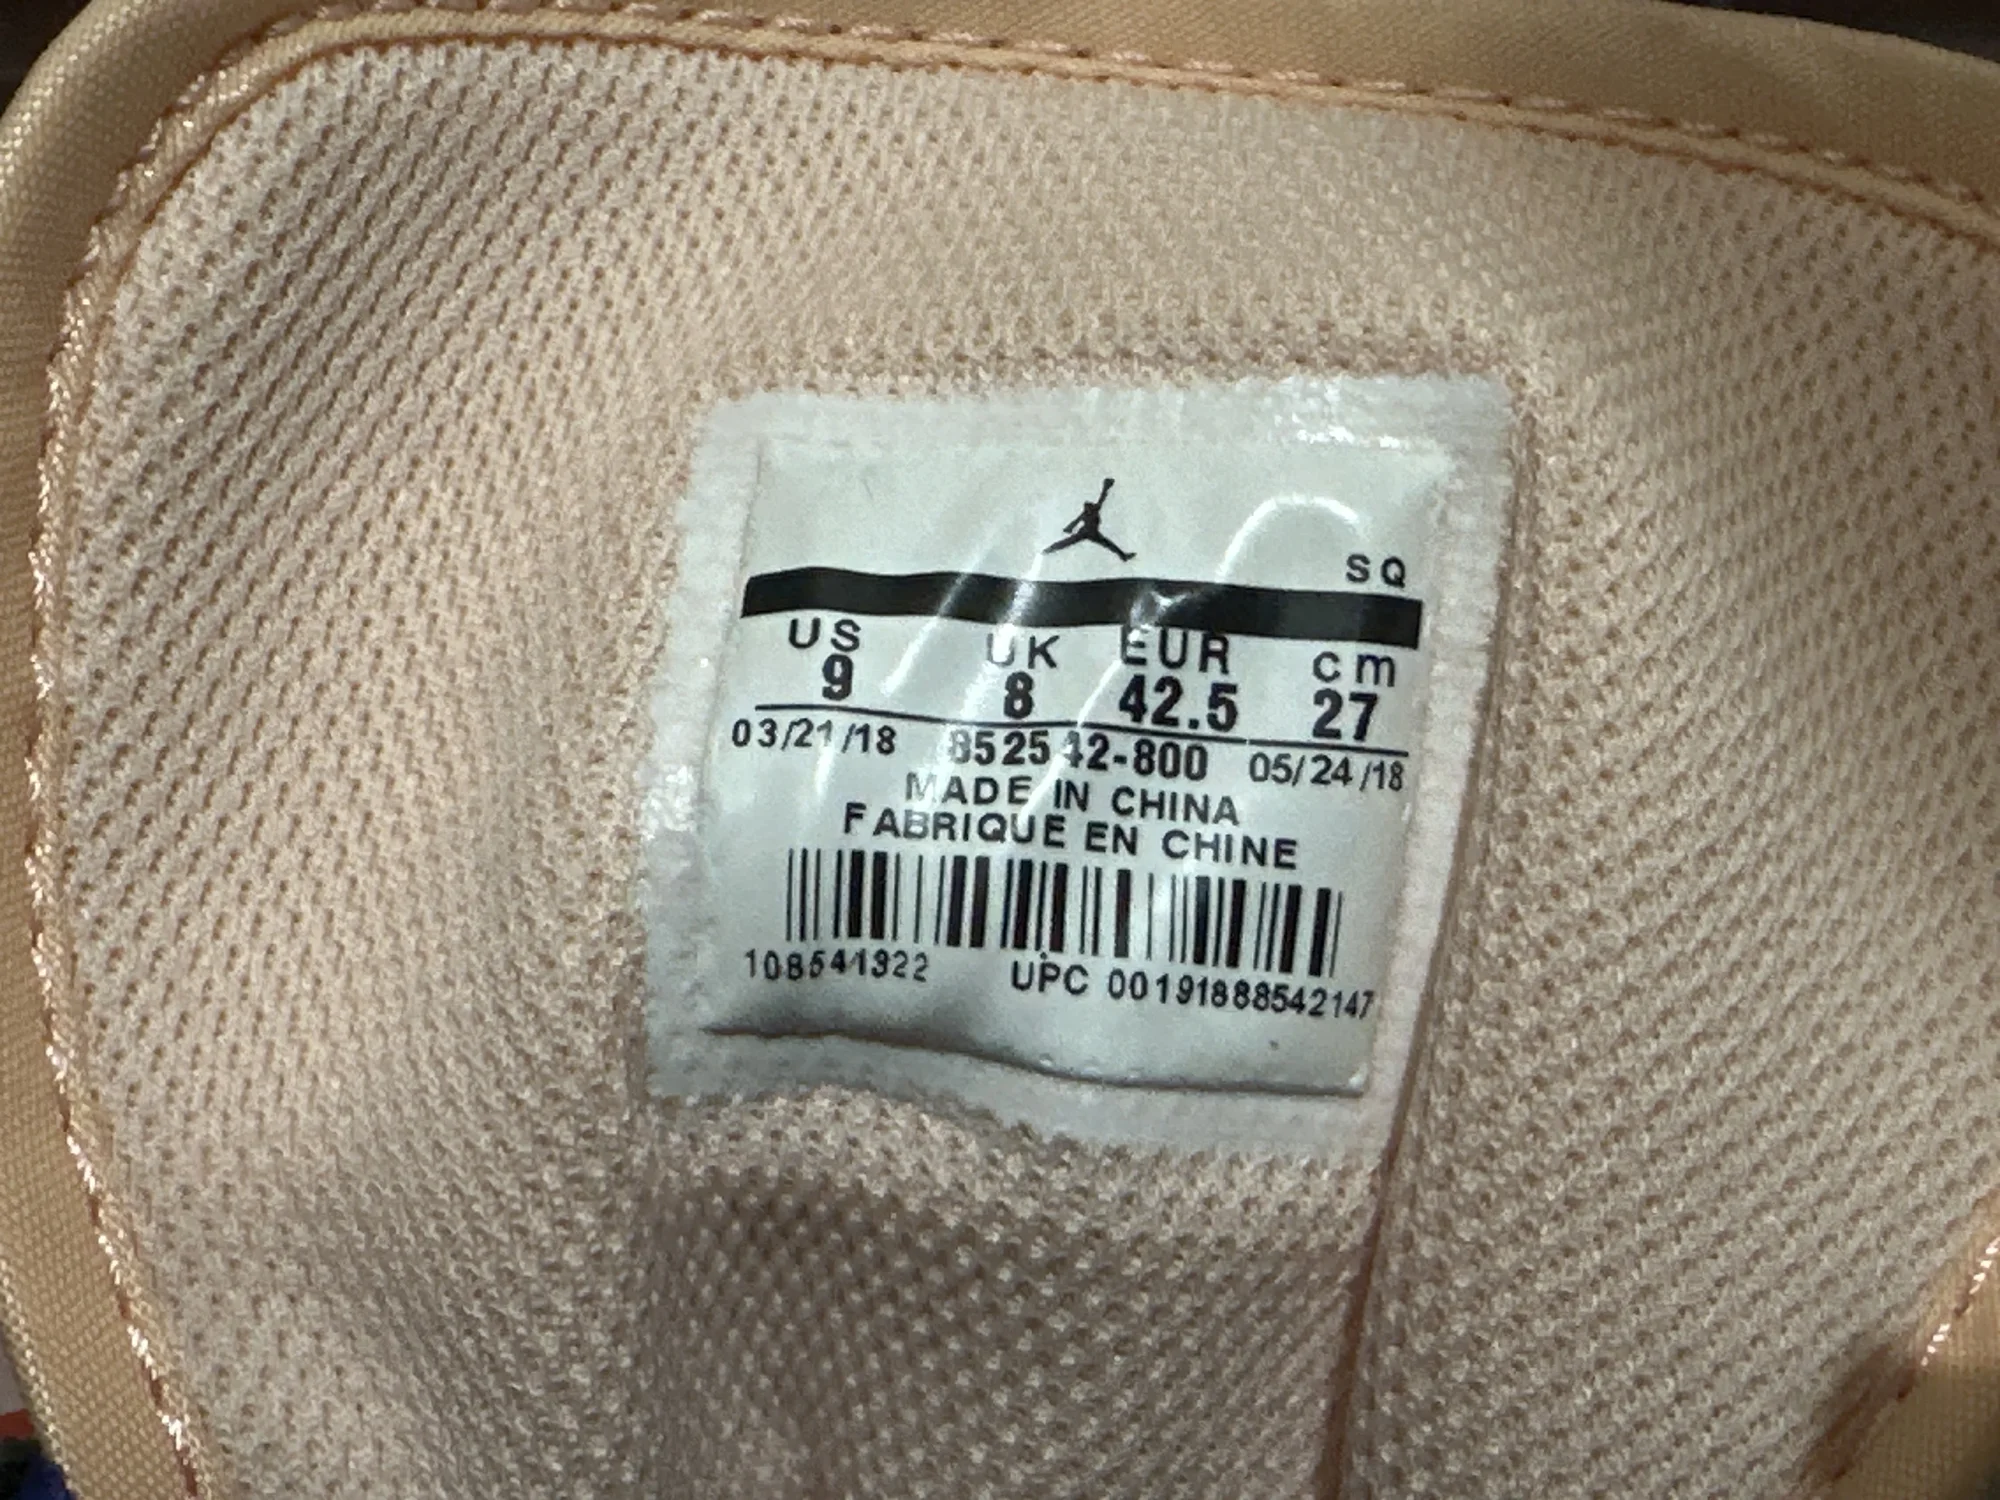 SQ
US UK EUR cm
9 8 42.5 27
03/21/18 852542-800 05/24/18
MADE IN CHINA
FABRIQUE EN CHINE
108541322 UPC 00191888542147